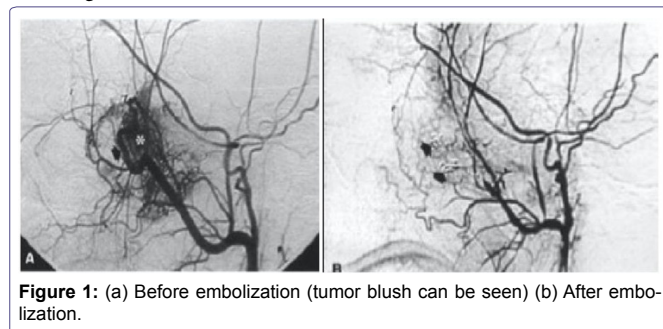 A
B
Figure 1: (a) Before embolization (tumor blush can be seen) (b) After embo-
lization.